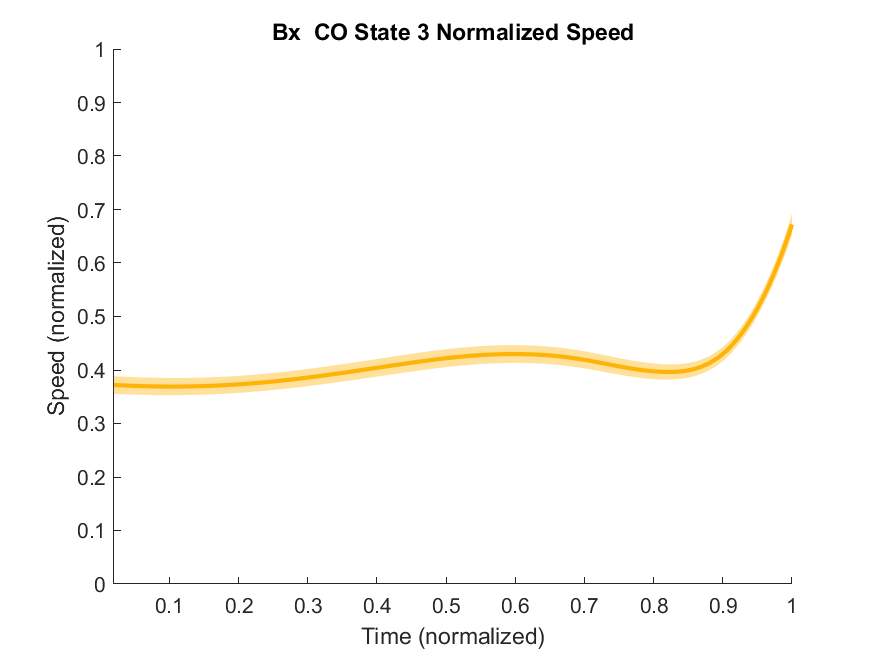 Bx  CO State 3 Normalized Speed
1
0.9
0.8
0.7
0.6
0.5
0.4
0.3
0.2
0.1
0
Speed (normalized)
0.1 0.2 0.3 0.4 0.5 0.6 0.7 0.8 0.9 1
Time (normalized)